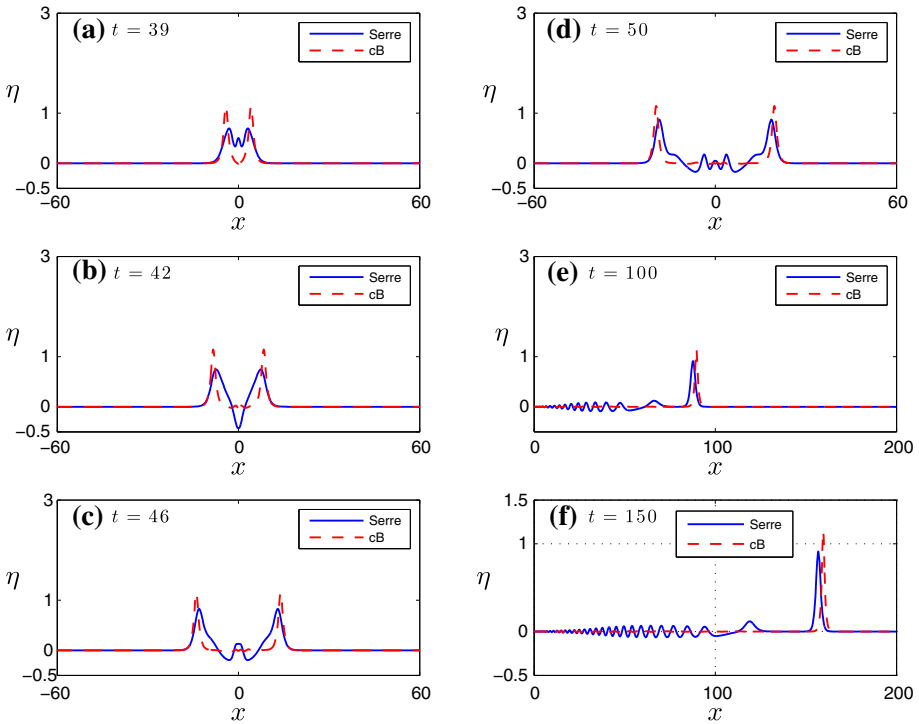 (a) t = 39
3
1
0
−0.5
η
−60
0
60
x
Serre
cB
(d) t = 50
3
1
0
−0.5
η
−60
0
60
x
Serre
cB
(b) t = 42
3
1
0
−0.5
η
−60
0
60
x
Serre
cB
(e) t = 100
3
1
0
−0.5
η
0
100
200
x
Serre
cB
(c) t = 46
3
1
0
−0.5
η
−60
0
60
x
Serre
cB
(f) t = 150
1.5
1
0
−0.5
η
0
100
200
x
Serre
cB